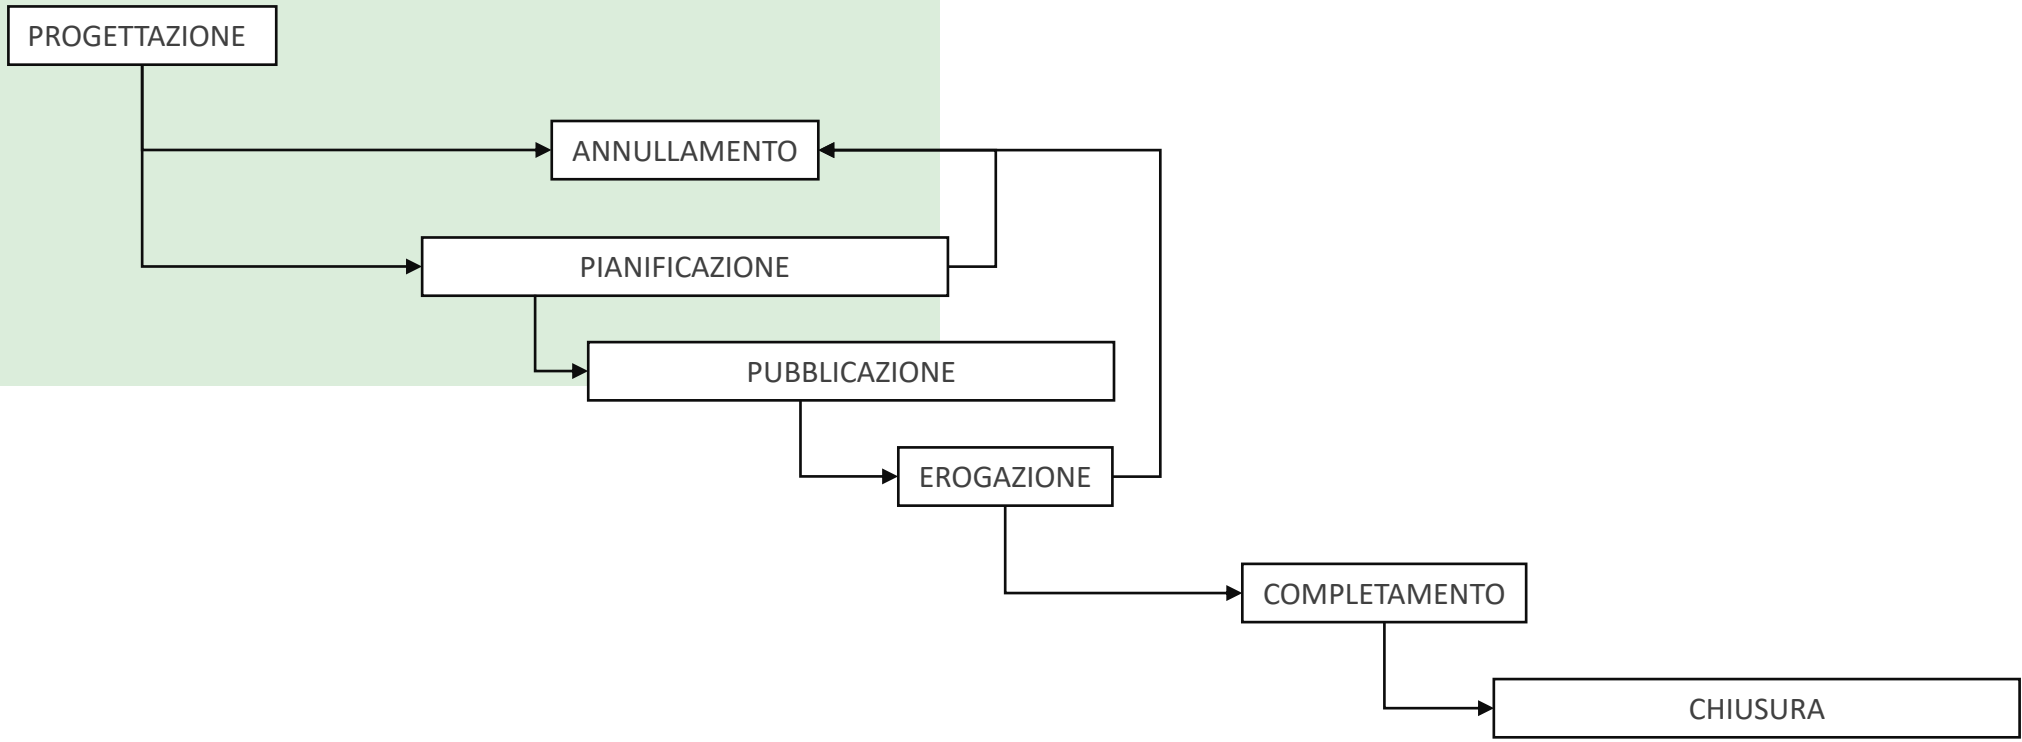 PROGETTAZIONE
ANNULLAMENTO
PIANIFICAZIONE
PUBBLICAZIONE
EROGAZIONE
COMPLETAMENTO
CHIUSURA